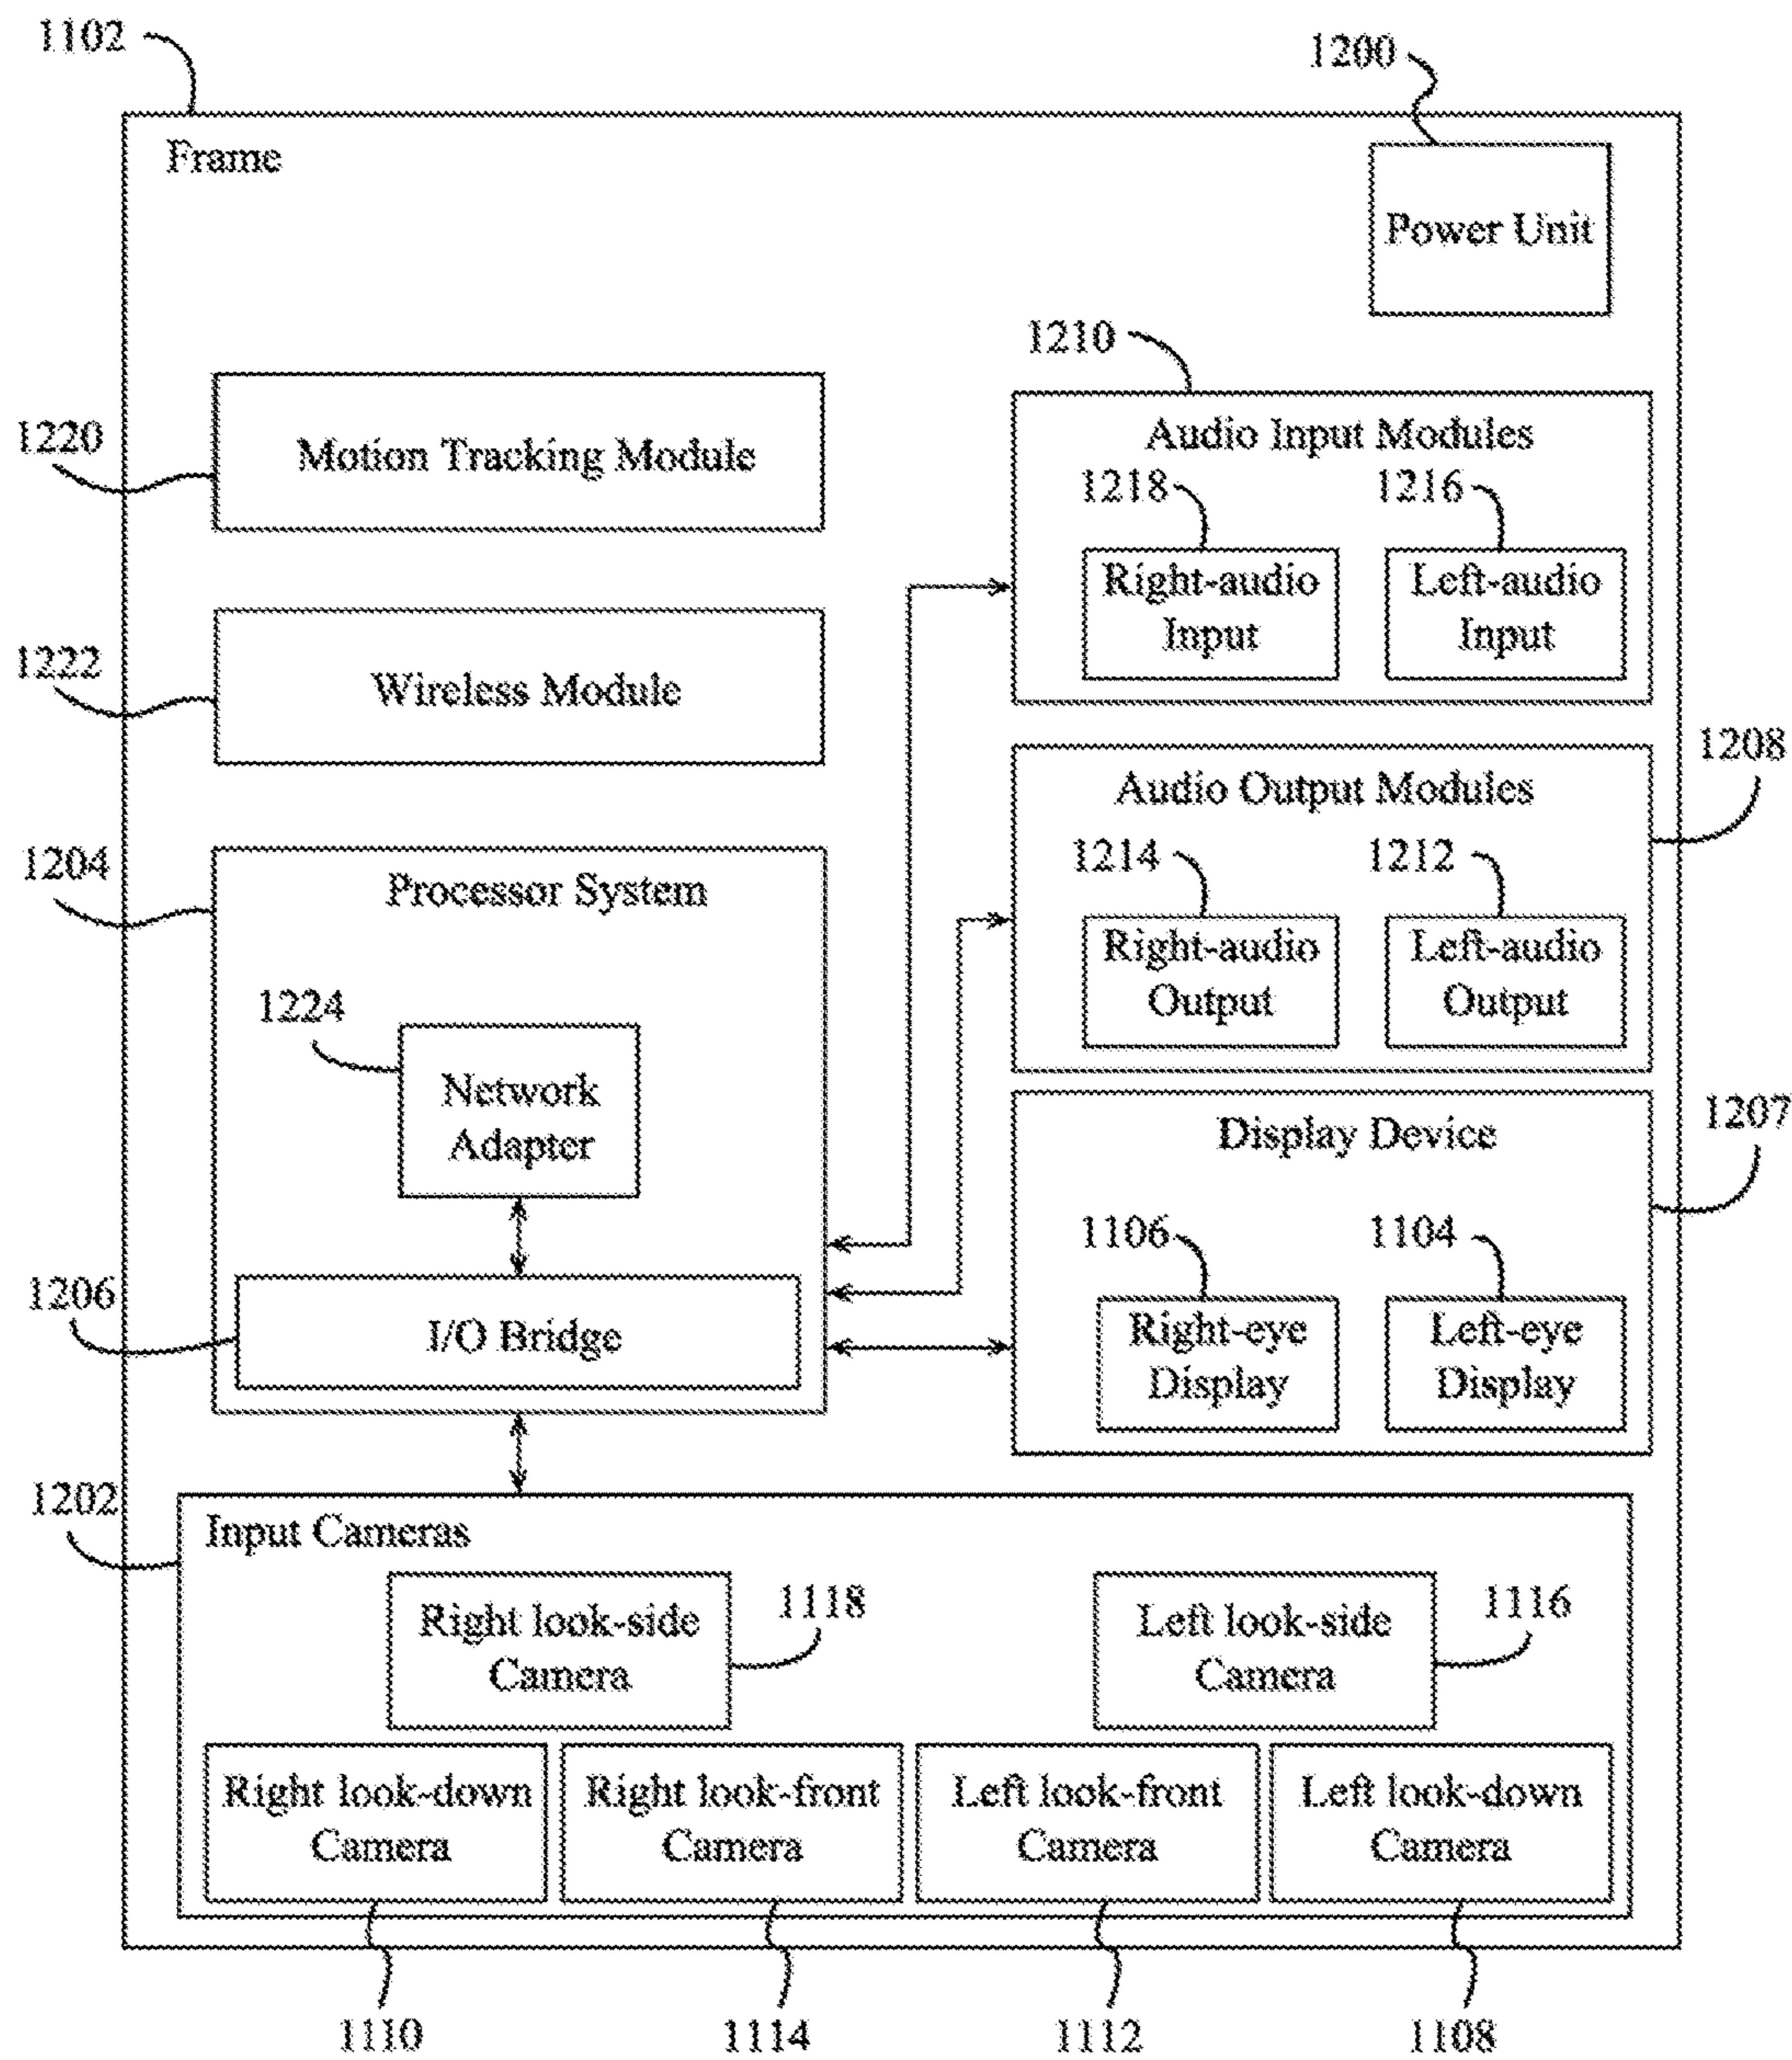 1102
1200
Frame
Power Unit
1210
1220
Motion Tracking Module
Audio Input Modules
1218
1216
Right-audio
Input
Left-audio
Input
1222
Wireless Module
1208
Audio Output Modules
1214
1212
Right-audio
Output
Left-audio
Output
1204
Processor System
1224
Network
Adapter
1207
Display Device
1106
1104
Right-eye
Display
Left-eye
Display
1206
I/O Bridge
1202
Input Cameras
Right look-side
Camera
1118
Left look-side
Camera
1116
Right look-down
Camera
Right look-front
Camera
Left look-front
Camera
Left look-down
Camera
1110
1114
1112
1108